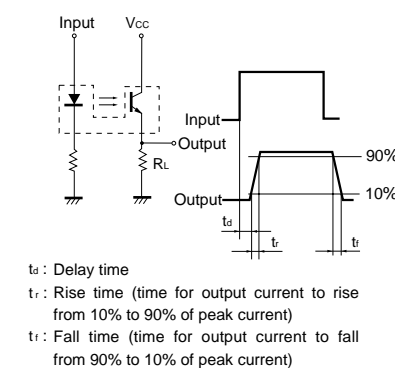 Input
Vcc
Input
Output
90%
RL
Output
10%
td
tr
tf
td : Delay time
tr : Rise time (time for output current to rise
from 10% to 90% of peak current)
tf : Fall time (time for output current to fall
from 90% to 10% of peak current)